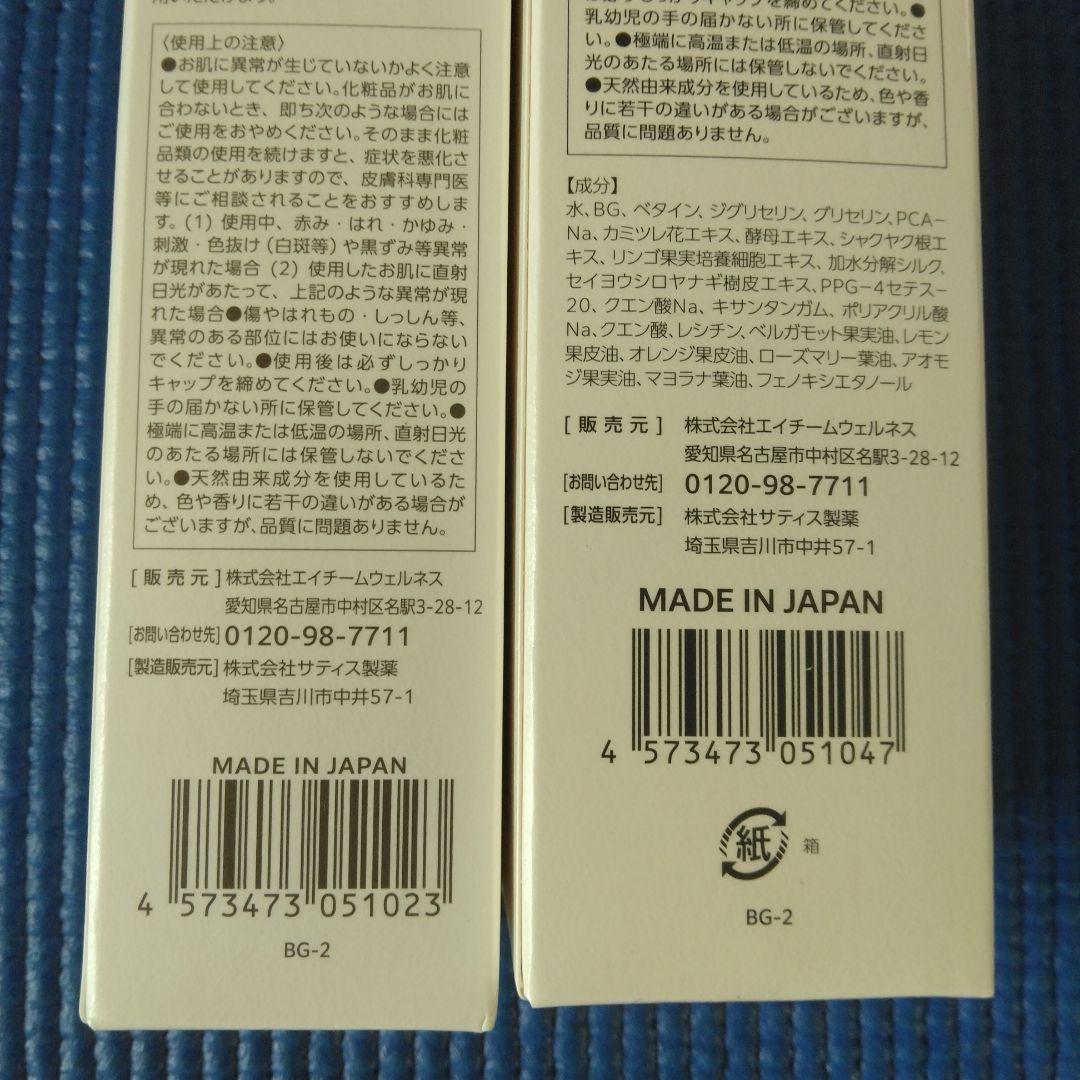 用いただけます。
〈使用上の注意〉
●お肌に異常が生じていないかよく注意
して使用してください。化粧品がお肌に
合わないとき、即ち次のような場合には
ご使用をおやめください。そのまま化粧
品類の使用を続けますと、症状を悪化さ
せることがありますので、皮膚科専門医
等にご相談されることをおすすめしま
す。(1) 使用中、赤み・はれ・かゆみ・
刺激・色抜け(白斑等)や黒ずみ等異常
が現れた場合 (2) 使用したお肌に直射
日光があたって、上記のような異常が現
れた場合●傷やはれもの・しっしん等、
異常のある部位にはお使いにならない
でください。●使用後は必ずしっかり
キャップを締めてください。●乳幼児の
手の届かない所に保管してください。●
極端に高温または低温の場所、直射日光
のあたる場所には保管しないでくださ
い。●天然由来成分を使用しているた
め、色や香りに若干の違いがある場合が
ございますが、品質に問題ありません。
[販売元] 株式会社エイチームウェルネス
愛知県名古屋市中村区名駅3-28-12
[お問い合わせ先] 0120-98-7711
[製造販売元] 株式会社サティス製薬
埼玉県吉川市中井57-1
MADE IN JAPAN
4 573473 051023
BG-2
キャップを締めてください。●
乳幼児の手の届かない所に保管してくださ
い。●極端に高温または低温の場所、直射日
光のあたる場所には保管しないでください。
●天然由来成分を使用しているため、色や香
りに若干の違いがある場合がございますが、
品質に問題ありません。
【成分】
水、BG、ベタイン、ジグリセリン、グリセリン、PCA-
Na、カミツレ花エキス、酵母エキス、シャクヤク根エ
キス、リンゴ果実培養細胞エキス、加水分解シルク、
セイヨウシロヤナギ樹皮エキス、PPG-4セテス-
20、クエン酸Na、キサンタンガム、ポリアクリル酸
Na、クエン酸、レシチン、ベルガモット果実油、レモン
果皮油、オレンジ果皮油、ローズマリー葉油、アオモ
ジ果実油、マヨラナ葉油、フェノキシエタノール
[販売元] 株式会社エイチームウェルネス
愛知県名古屋市中村区名駅3-28-12
[お問い合わせ先] 0120-98-7711
[製造販売元] 株式会社サティス製薬
埼玉県吉川市中井57-1
MADE IN JAPAN
4 573473 051047
紙 箱
BG-2